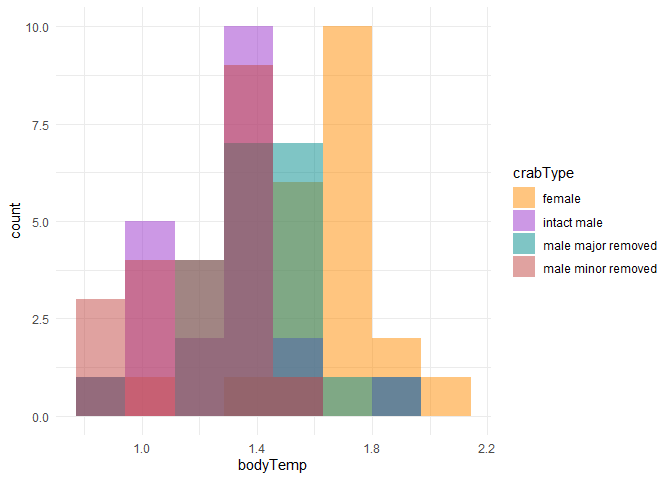 10.0
7.5
5.0
2.5
0.0
count
1.0
1.4
1.8
2.2
bodyTemp
crabType
female
intact male
male major removed
male minor removed